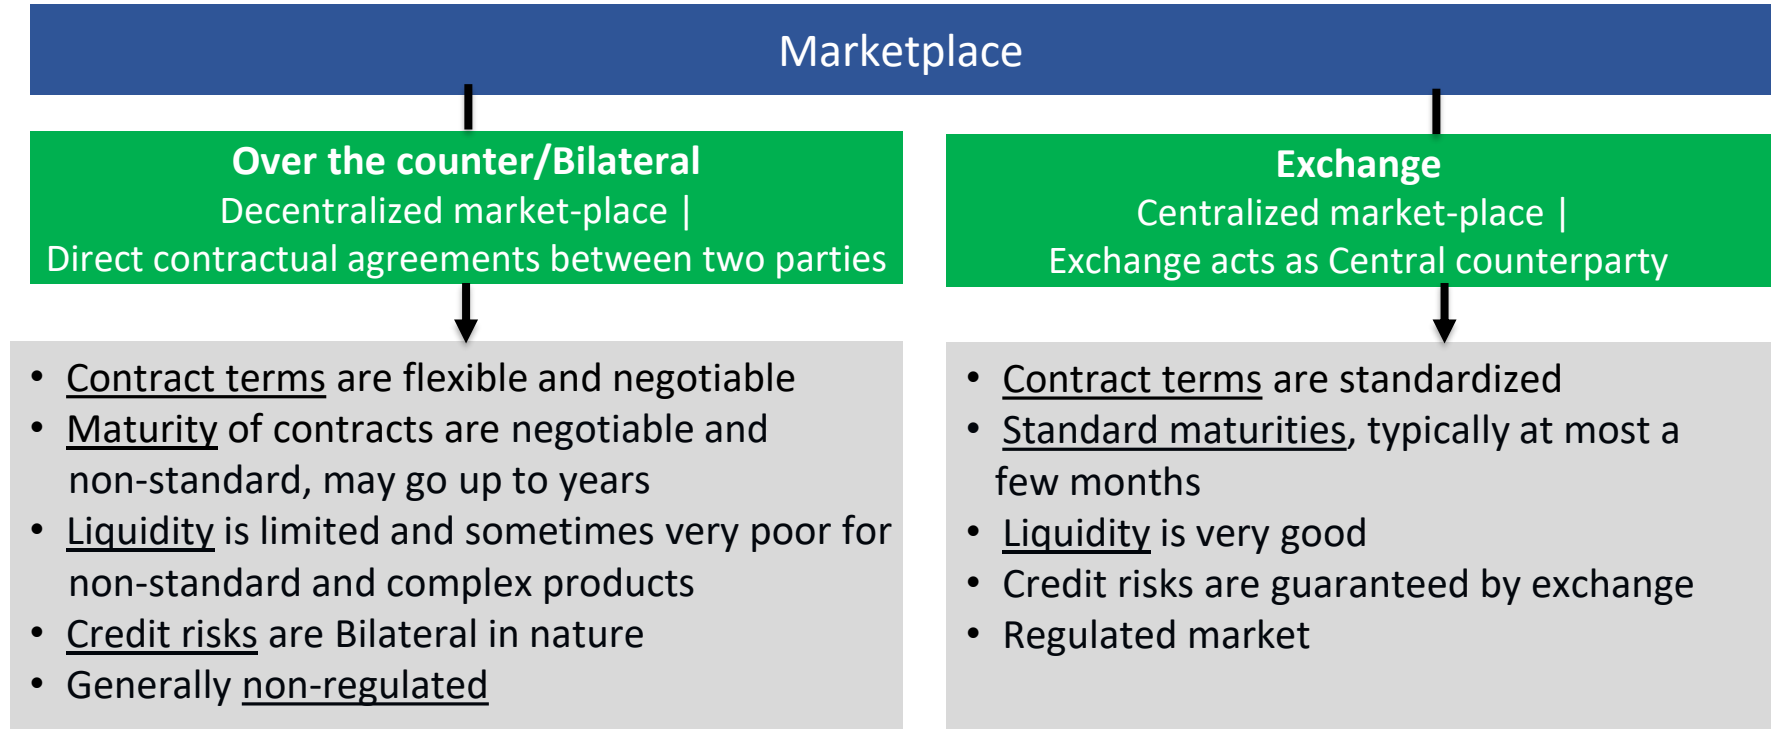 Marketplace
Over the counter/Bilateral
Decentralized market-place |
Direct contractual agreements between two parties
• Contract terms are flexible and negotiable
• Maturity of contracts are negotiable and
non-standard, may go up to years
• Liquidity is limited and sometimes very poor for
non-standard and complex products
• Credit risks are Bilateral in nature
• Generally non-regulated
Exchange
Centralized market-place |
Exchange acts as Central counterparty
• Contract terms are standardized
• Standard maturities, typically at most a
few months
• Liquidity is very good
• Credit risks are guaranteed by exchange
• Regulated market